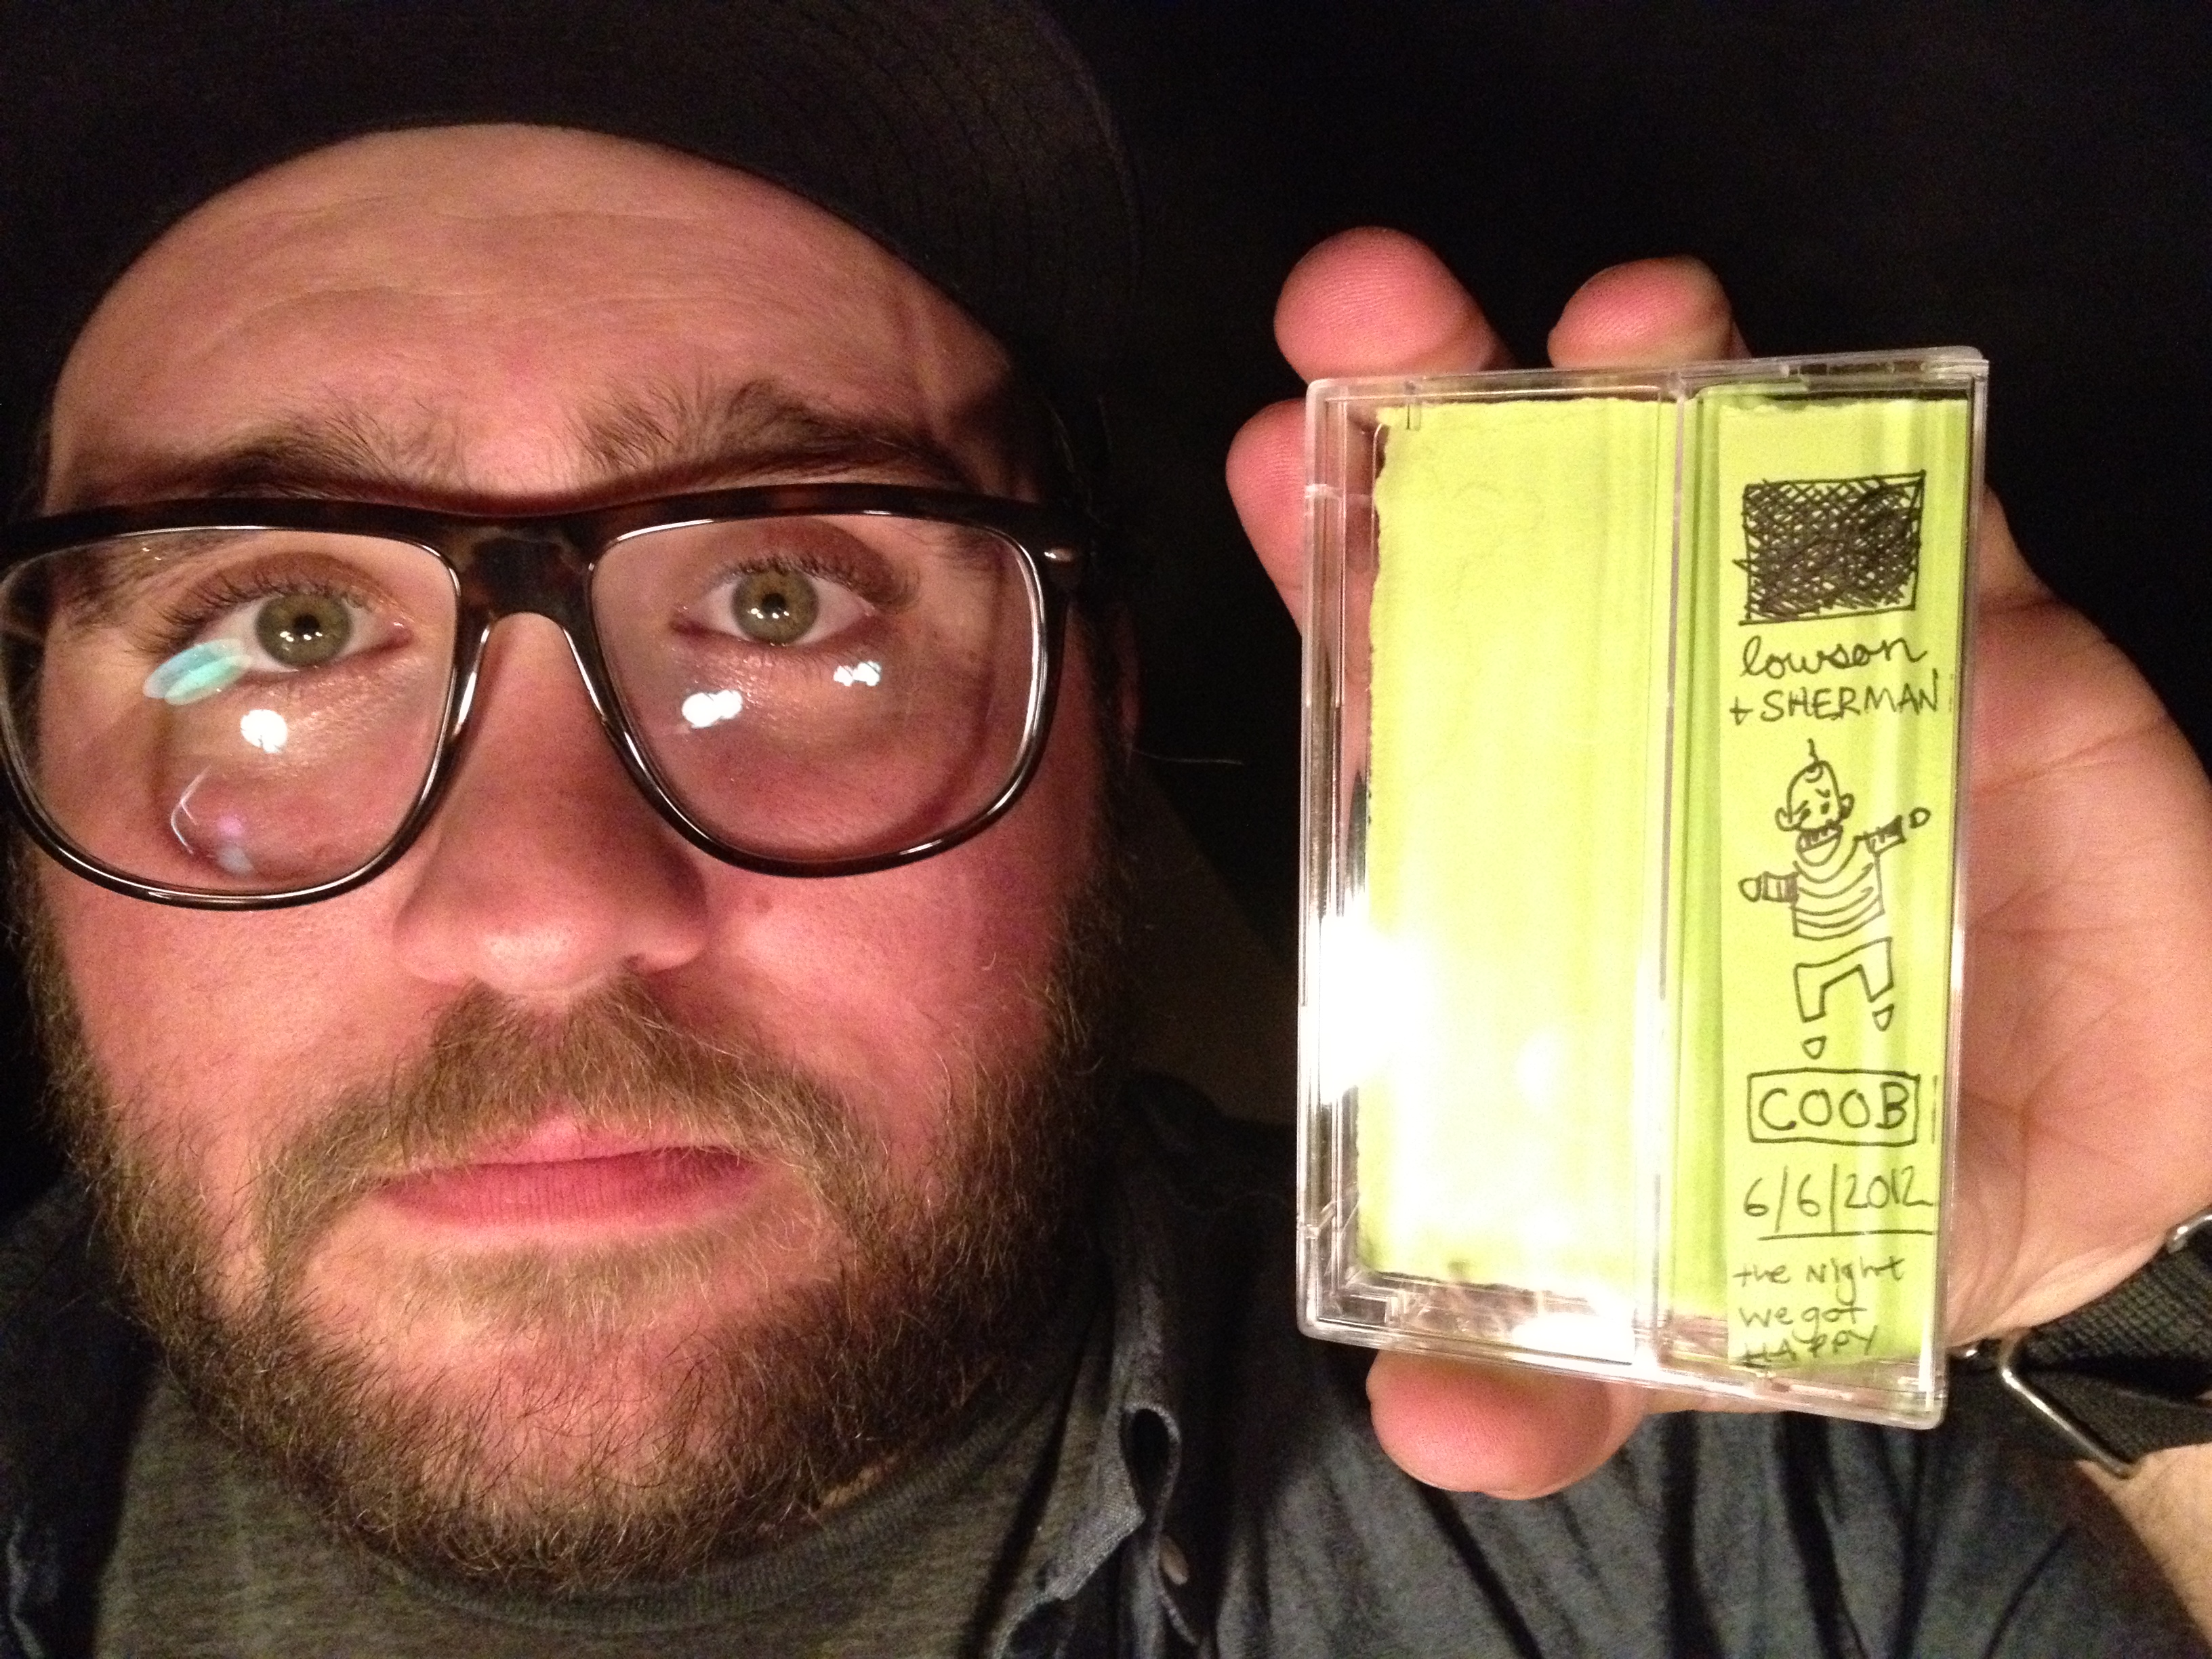 lowson
+ SHERMAN
COOB
6/6/2012
the Night
we got
HAPPY